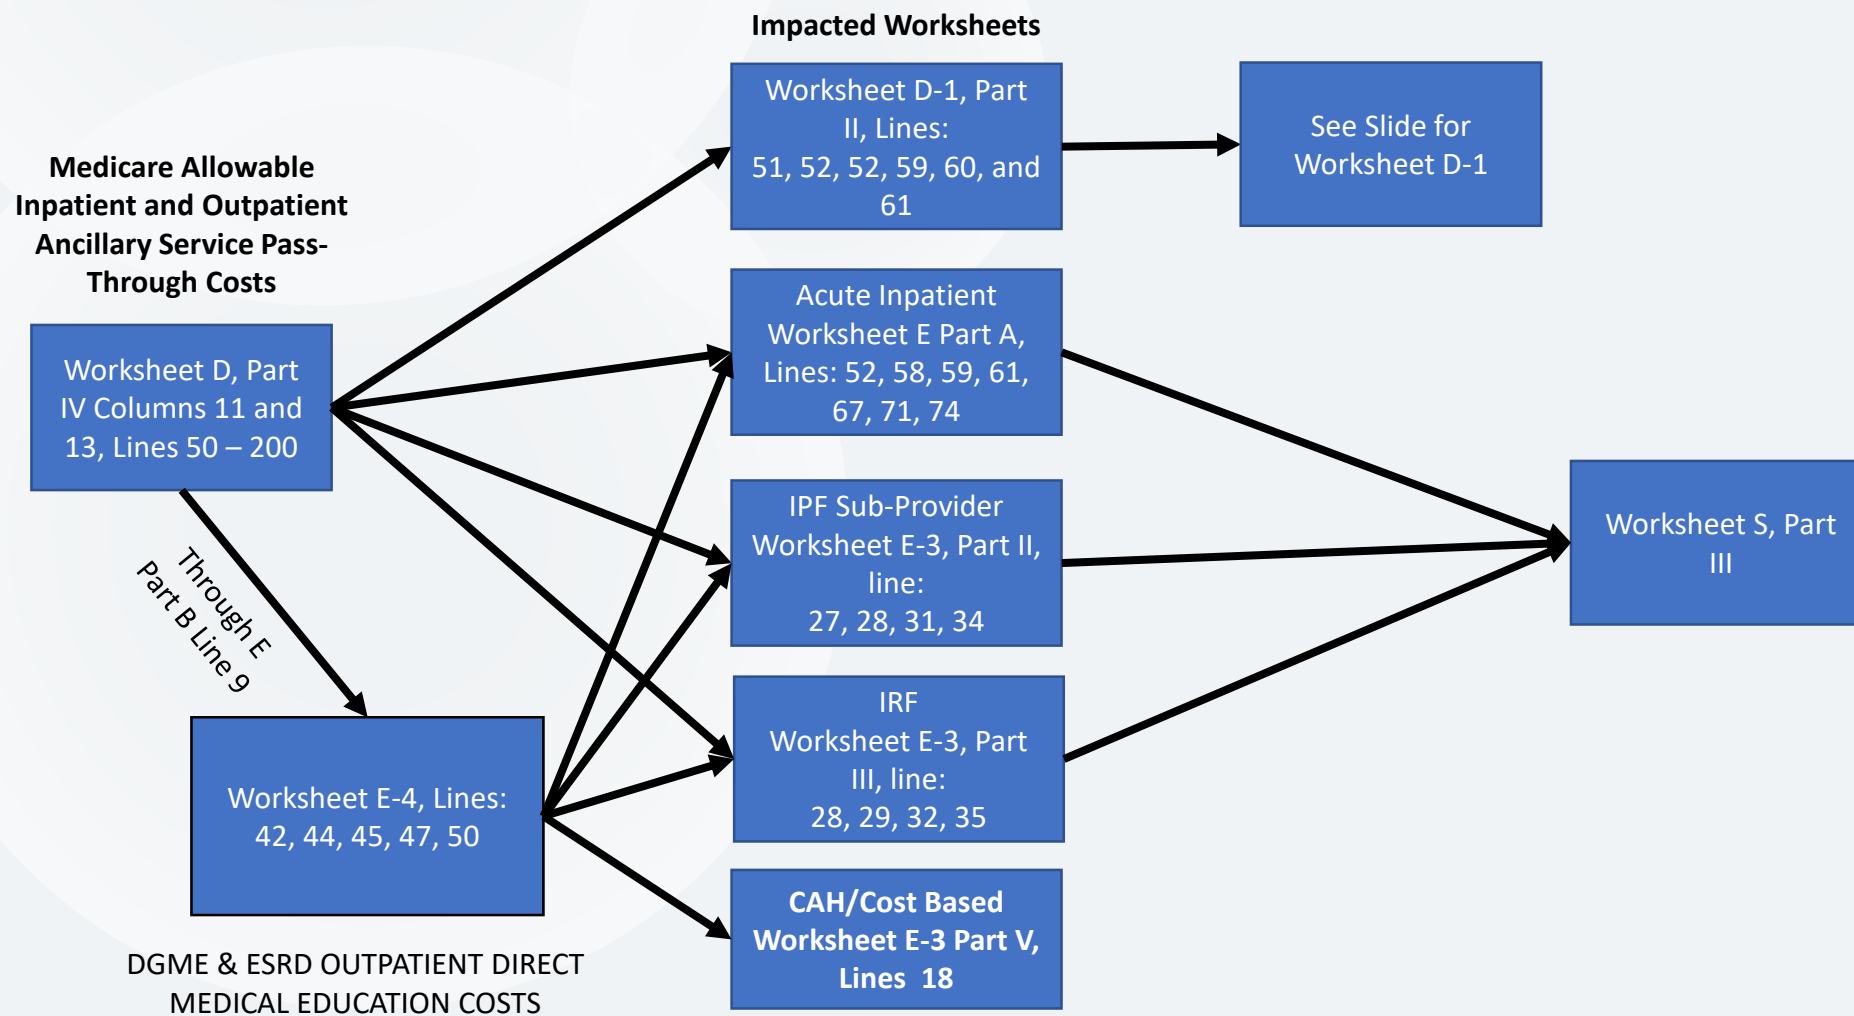 Impacted Worksheets
Medicare Allowable
Inpatient and Outpatient
Ancillary Service Pass-
Through Costs
Worksheet D, Part
IV Columns 11 and
13, Lines 50 – 200
Through E
Part B Line 9
Worksheet E-4, Lines:
42, 44, 45, 47, 50
DGME & ESRD OUTPATIENT DIRECT
MEDICAL EDUCATION COSTS
Worksheet D-1, Part
II, Lines:
51, 52, 52, 59, 60, and
61
See Slide for
Worksheet D-1
Acute Inpatient
Worksheet E Part A,
Lines: 52, 58, 59, 61,
67, 71, 74
IPF Sub-Provider
Worksheet E-3, Part II,
line:
27, 28, 31, 34
IRF
Worksheet E-3, Part
III, line:
28, 29, 32, 35
CAH/Cost Based
Worksheet E-3 Part V,
Lines 18
Worksheet S, Part
III